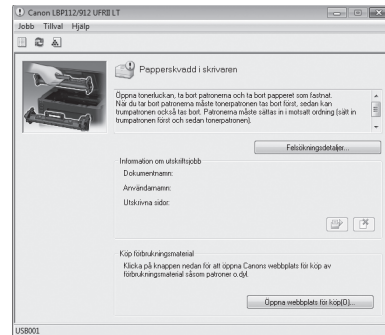 Canon LBP112/912 UFRII LT
Jobb Tillval Hjälp
Papperskvadd i skrivaren
Öppna tonerluckan, ta bort patronerna och ta bort papperet som fastnat.
När du tar bort patronerna måste tonerpatronen tas bort först, sedan kan
trumpatronen också tas bort. Patronerna måste sättas in i motsatt ordning (sätt in
trumpatronen först och sedan tonerpatronen).
Felsökningsdetaljer...
Information om utskriftsjobb
Dokumentnamn:
Användarnamn:
Utskrivna sidor:
Köp förbrukningsmaterial
Klicka på knappen nedan för att öppna Canons webbplats för köp av
förbrukningsmaterial såsom patroner o.dyl.
Öppna webbplats för köp(O)...
USB001